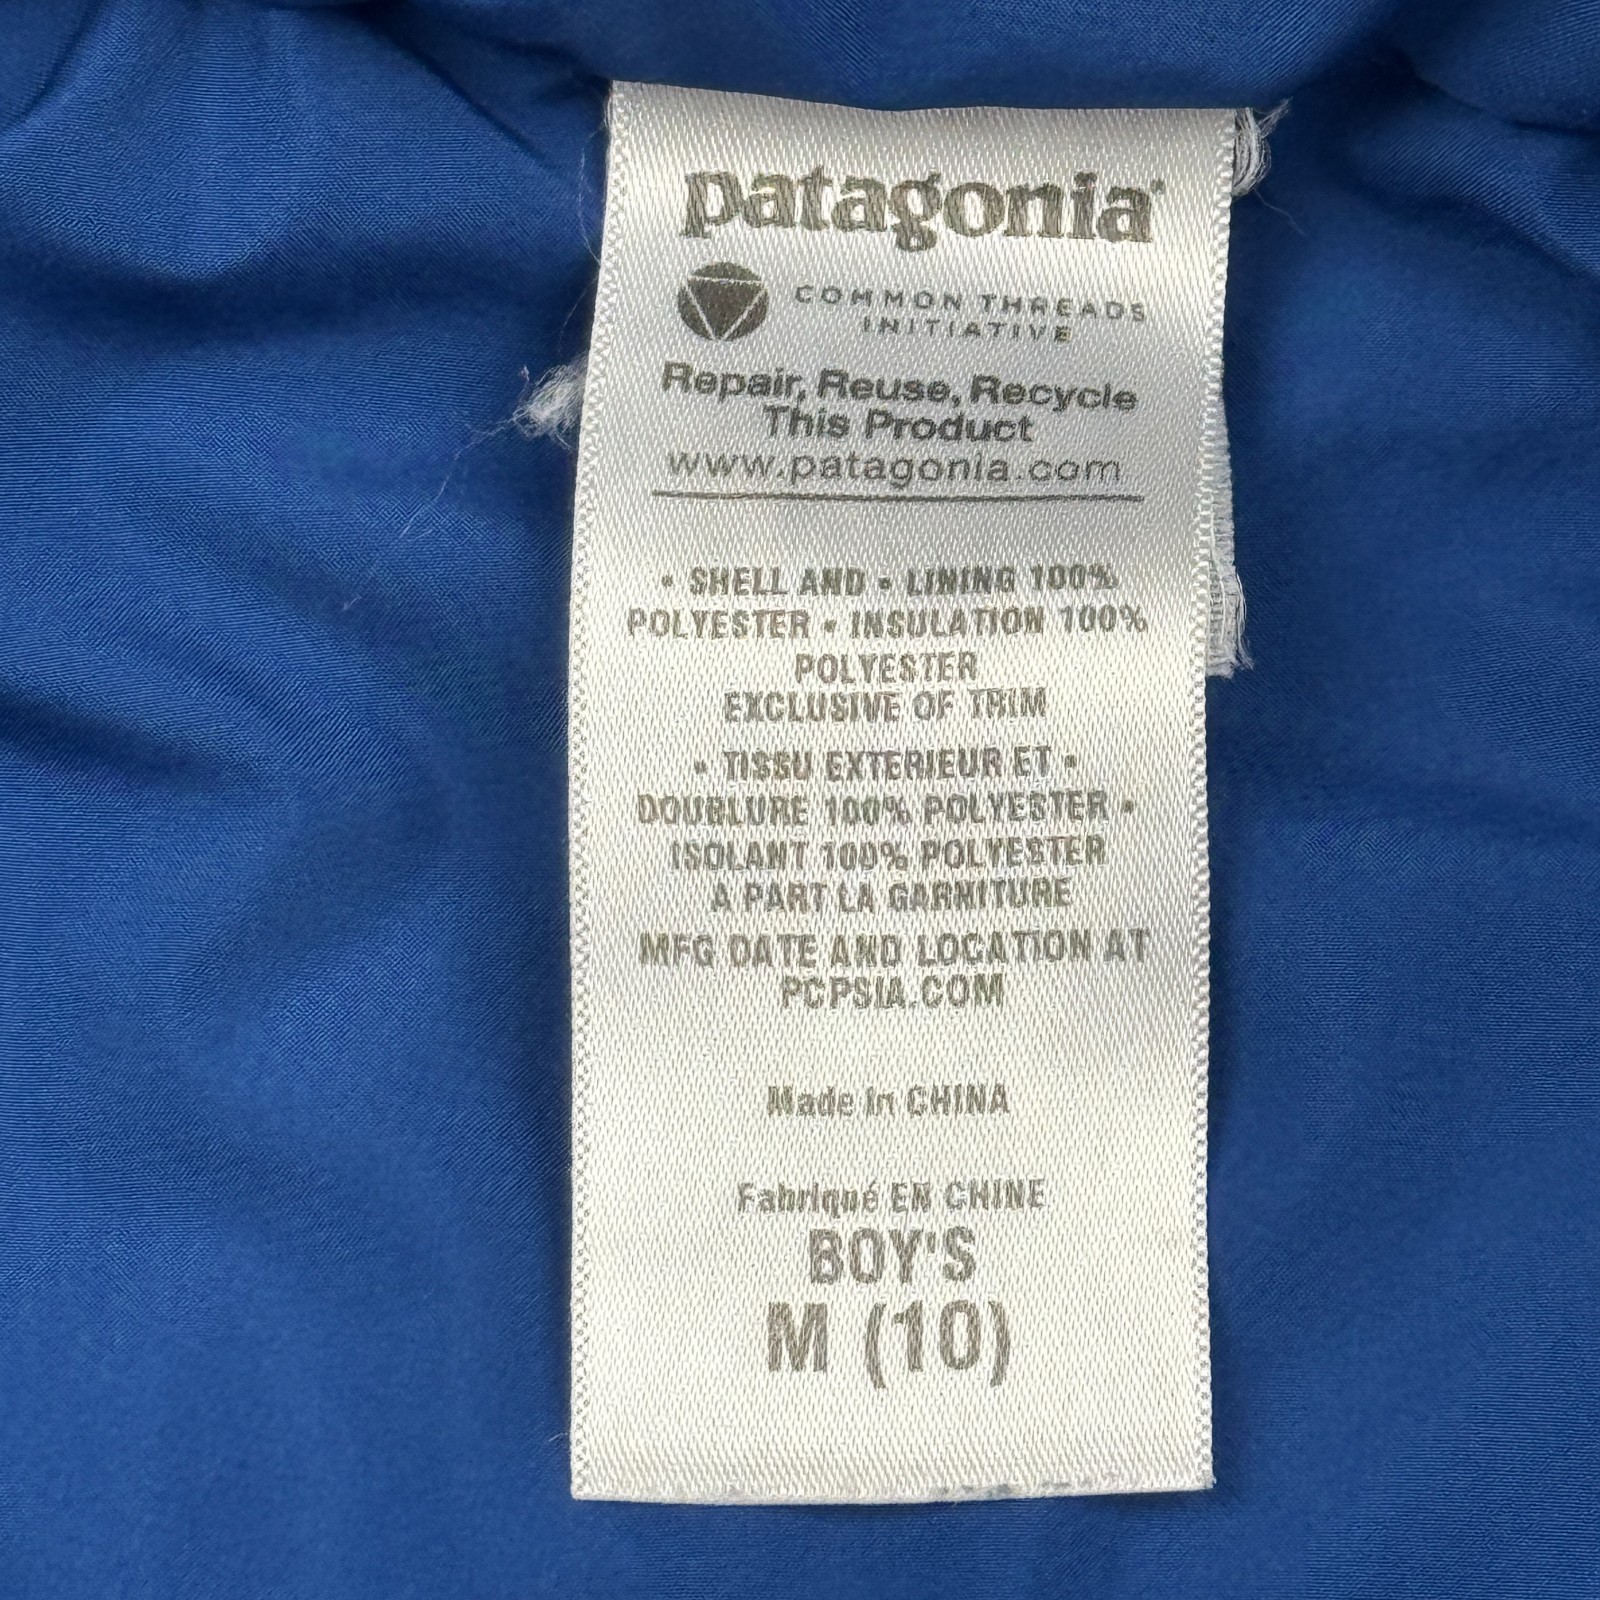 patagonia®
COMMON THREADS
INITIATIVE
Repair, Reuse, Recycle
This Product
www.patagonia.com
• SHELL AND • LINING 100%
POLYESTER • INSULATION 100%
POLYESTER
EXCLUSIVE OF TRIM
• TISSU EXTERIEUR ET •
DOUBLURE 100% POLYESTER •
ISOLANT 100% POLYESTER
A PART LA GARNITURE
MFG DATE AND LOCATION AT
PCPSIA.COM
Made in CHINA
Fabriqué EN CHINE
BOY'S
M (10)